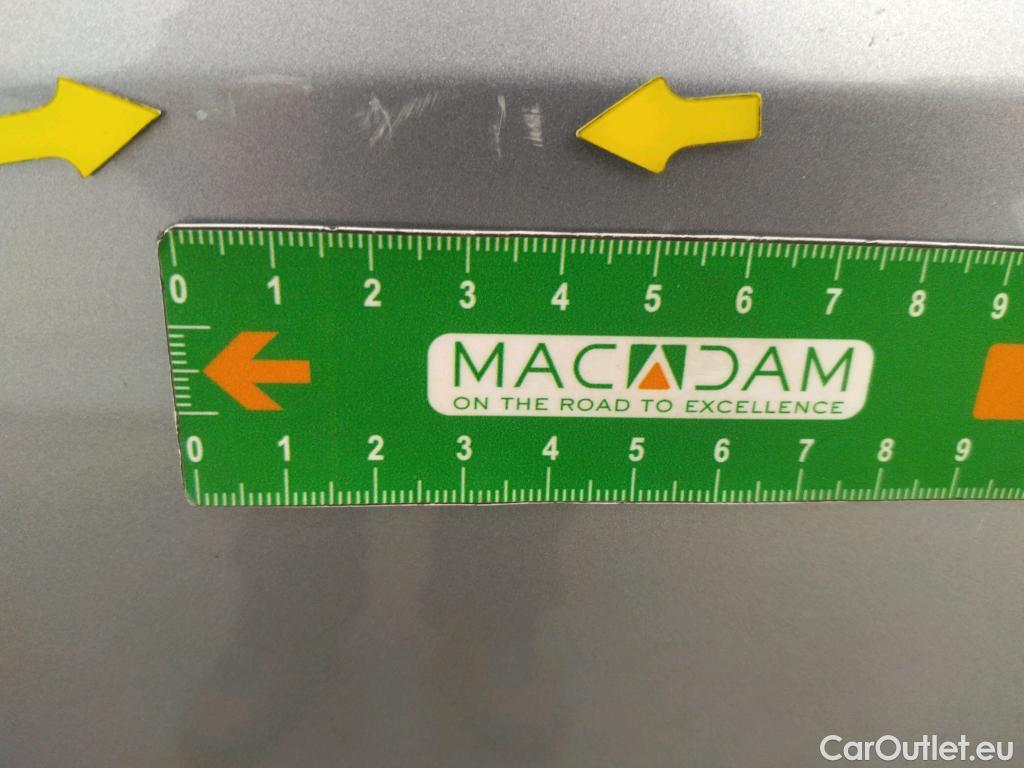 0 1 2 3 4 5 6 7 8 9
MACADAM
ON THE ROAD TO EXCELLENCE
0 1 2 3 4 5 6 7 8 9
CarOutlet.eu